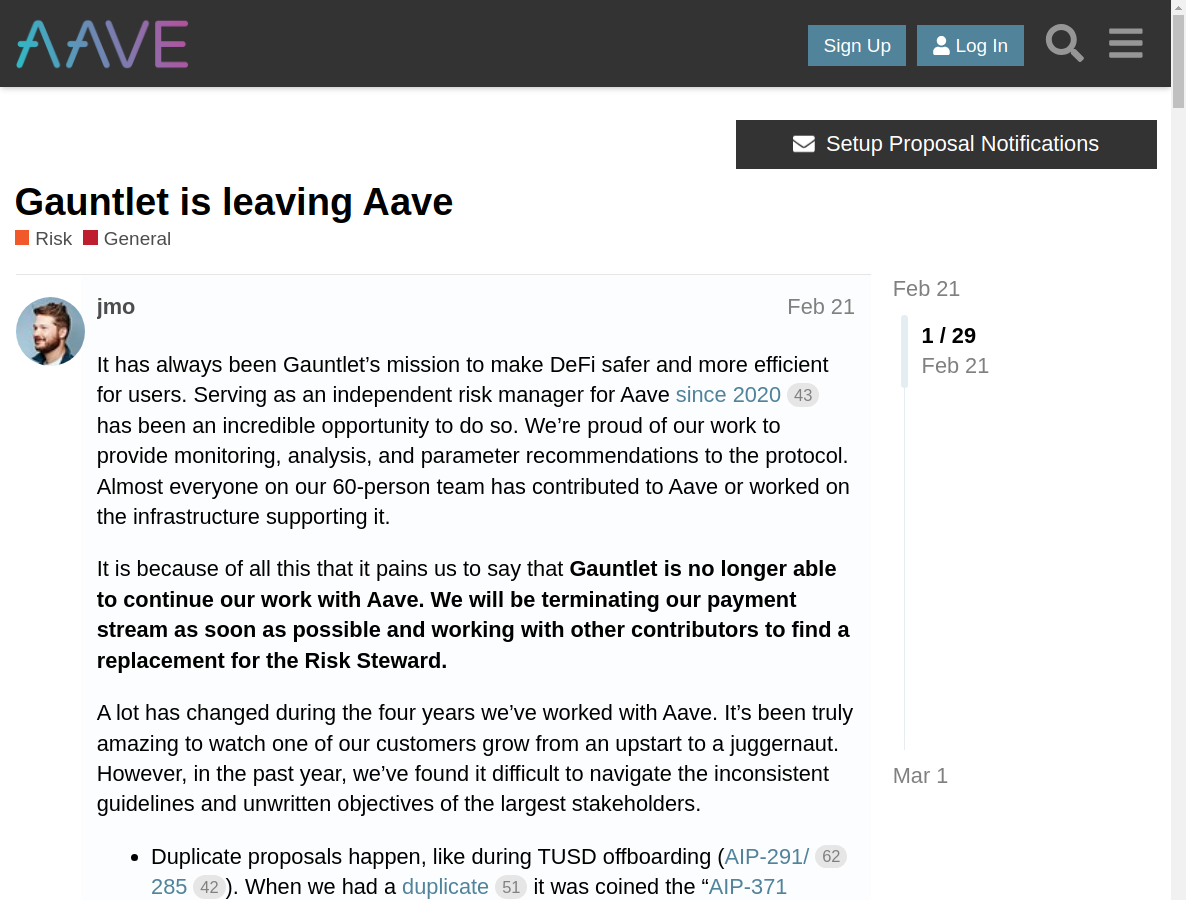 AAVE
Sign Up
Log In
Setup Proposal Notifications
Gauntlet is leaving Aave
Risk General
jmo
Feb 21
It has always been Gauntlet’s mission to make DeFi safer and more efficient
for users. Serving as an independent risk manager for Aave since 2020 43
has been an incredible opportunity to do so. We’re proud of our work to
provide monitoring, analysis, and parameter recommendations to the protocol.
Almost everyone on our 60-person team has contributed to Aave or worked on
the infrastructure supporting it.
It is because of all this that it pains us to say that Gauntlet is no longer able
to continue our work with Aave. We will be terminating our payment
stream as soon as possible and working with other contributors to find a
replacement for the Risk Steward.
A lot has changed during the four years we’ve worked with Aave. It’s been truly
amazing to watch one of our customers grow from an upstart to a juggernaut.
However, in the past year, we’ve found it difficult to navigate the inconsistent
guidelines and unwritten objectives of the largest stakeholders.
• Duplicate proposals happen, like during TUSD offboarding (AIP-291/ 62
285 42). When we had a duplicate 51 it was coined the “AIP-371
Feb 21
1 / 29
Feb 21
Mar 1